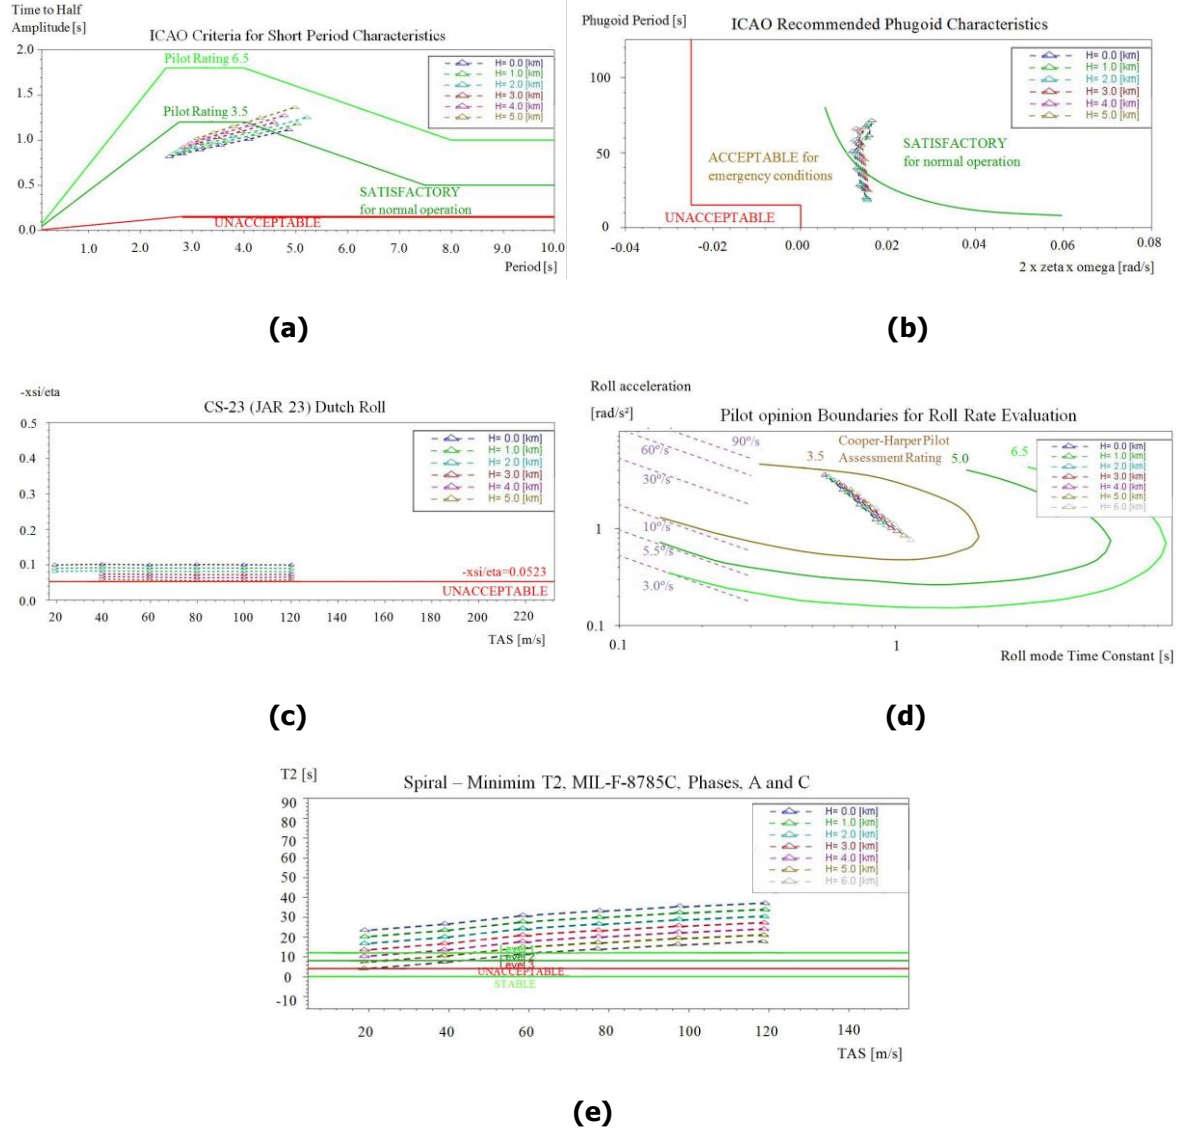 Time to Half
Amplitude [s]
ICAO Criteria for Short Period Characteristics
2.0
1.5
1.0
0.5
0.0
Pilot Rating 6.5
Pilot Rating 3.5
H= 0.0 [km]
H= 1.0 [km]
H= 2.0 [km]
H= 3.0 [km]
H= 4.0 [km]
H= 5.0 [km]
SATISFACTORY
for normal operation
UNACCEPTABLE
1.0 2.0 3.0 4.0 5.0 6.0 7.0 8.0 9.0 10.0
Period [s]
(a)
Phugoid Period [s]
ICAO Recommended Phugoid Characteristics
100
50
0
H= 0.0 [km]
H= 1.0 [km]
H= 2.0 [km]
H= 3.0 [km]
H= 4.0 [km]
H= 5.0 [km]
ACCEPTABLE for
emergency conditions
SATISFACTORY
for normal operation
UNACCEPTABLE
-0.04 -0.02 0.00 0.02 0.04 0.06 0.08
2 x zeta x omega [rad/s]
(b)
-xsi/eta
CS-23 (JAR 23) Dutch Roll
0.5
0.4
0.3
0.2
0.1
0.0
H= 0.0 [km]
H= 1.0 [km]
H= 2.0 [km]
H= 3.0 [km]
H= 4.0 [km]
H= 5.0 [km]
-xsi/eta=0.0523
UNACCEPTABLE
20 40 60 80 100 120 140 160 180 200 220
TAS [m/s]
(c)
Roll acceleration
[rad/s²]
Pilot opinion Boundaries for Roll Rate Evaluation
1
0.1
90°/s
60°/s
30°/s
10°/s
5.5°/s
3.0°/s
Cooper-Harper Pilot
Assessment Rating
3.5
5.0
6.5
H= 0.0 [km]
H= 1.0 [km]
H= 2.0 [km]
H= 3.0 [km]
H= 4.0 [km]
H= 5.0 [km]
H= 6.0 [km]
0.1 1
Roll mode Time Constant [s]
(d)
T2 [s]
Spiral – Minimim T2, MIL-F-8785C, Phases, A and C
90
80
70
60
50
40
30
20
10
0
-10
H= 0.0 [km]
H= 1.0 [km]
H= 2.0 [km]
H= 3.0 [km]
H= 4.0 [km]
H= 5.0 [km]
H= 6.0 [km]
Level 2
Level 3
UNACCEPTABLE
STABLE
20 40 60 80 100 120 140
TAS [m/s]
(e)